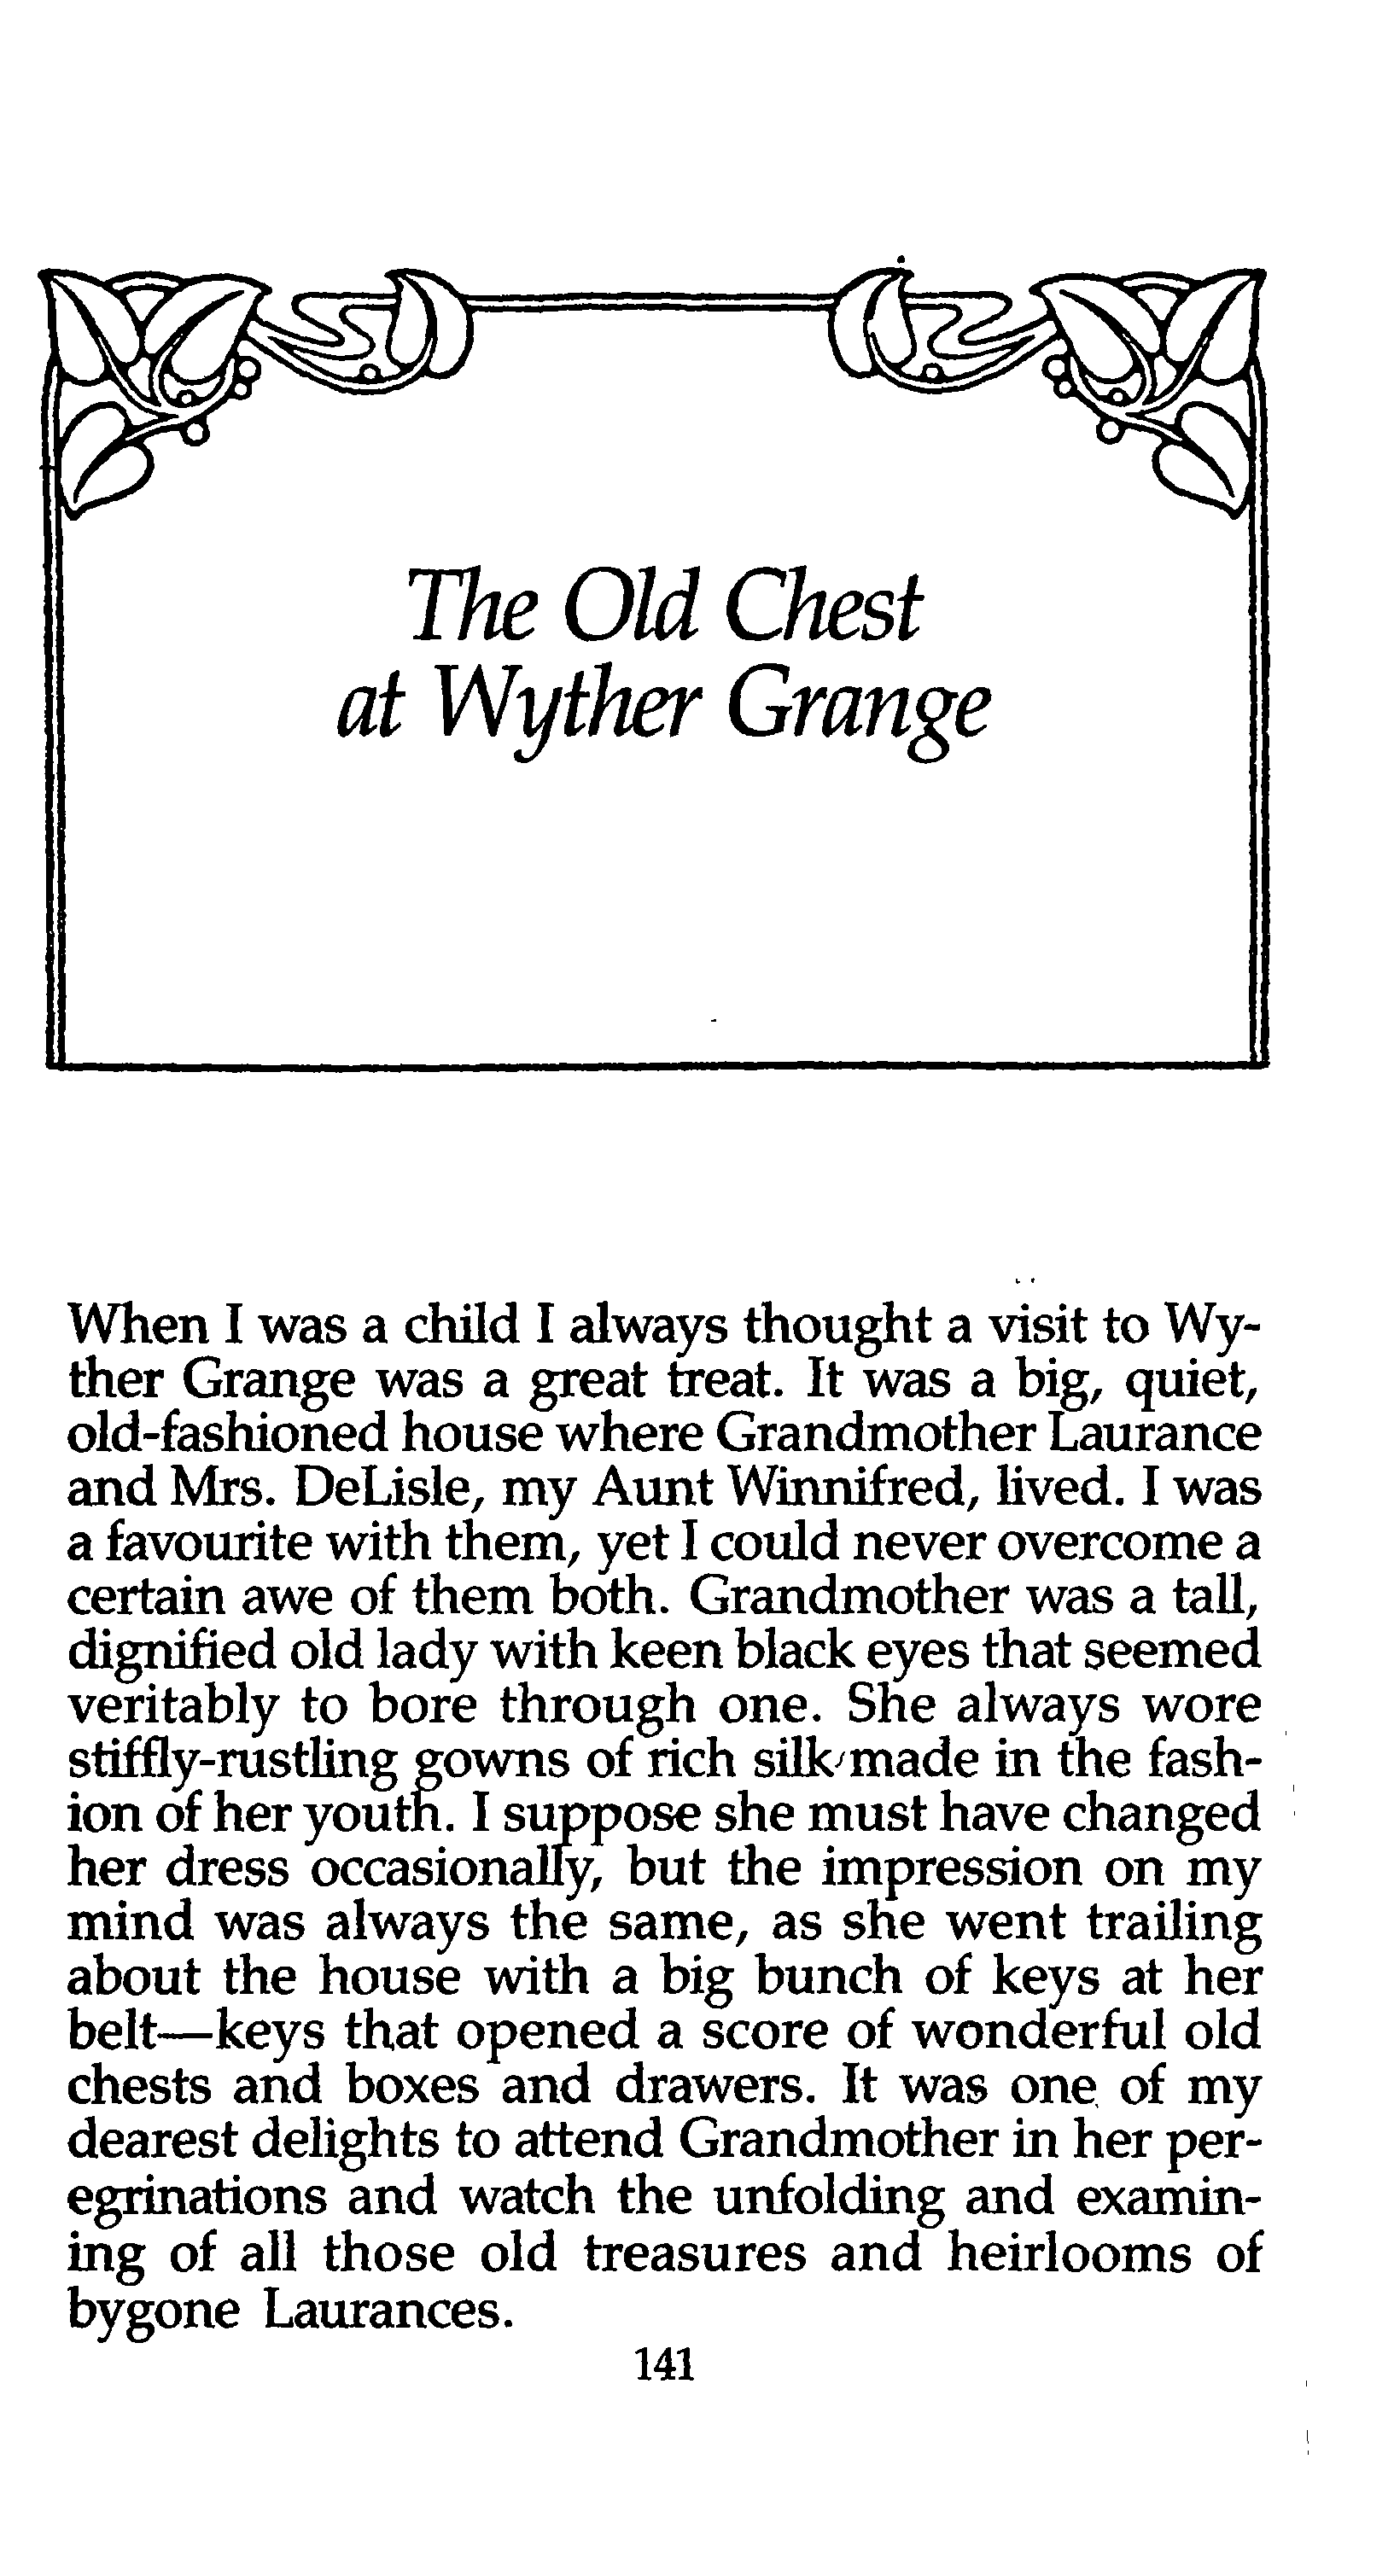 The Old Chest
at Wyther Grange
When I was a child I always thought a visit to Wy-
ther Grange was a great treat. It was a big, quiet,
old-fashioned house where Grandmother Laurance
and Mrs. DeLisle, my Aunt Winnifred, lived. I was
a favourite with them, yet I could never overcome a
certain awe of them both. Grandmother was a tall,
dignified old lady with keen black eyes that seemed
veritably to bore through one. She always wore
stiffly-rustling gowns of rich silk made in the fash-
ion of her youth. I suppose she must have changed
her dress occasionally, but the impression on my
mind was always the same, as she went trailing
about the house with a big bunch of keys at her
belt—keys that opened a score of wonderful old
chests and boxes and drawers. It was one of my
dearest delights to attend Grandmother in her per-
egrinations and watch the unfolding and examin-
ing of all those old treasures and heirlooms of
bygone Laurances.
141